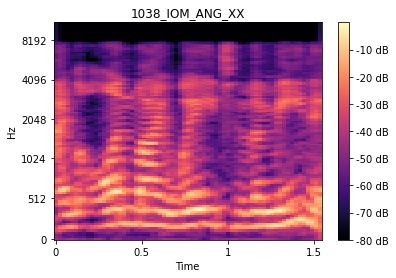 1038_IOM_ANG_XX
8192
4096
2048
1024
512
0
Hz
0
0.5
1
1.5
Time
-10 dB
-20 dB
-30 dB
-40 dB
-50 dB
-60 dB
-70 dB
-80 dB